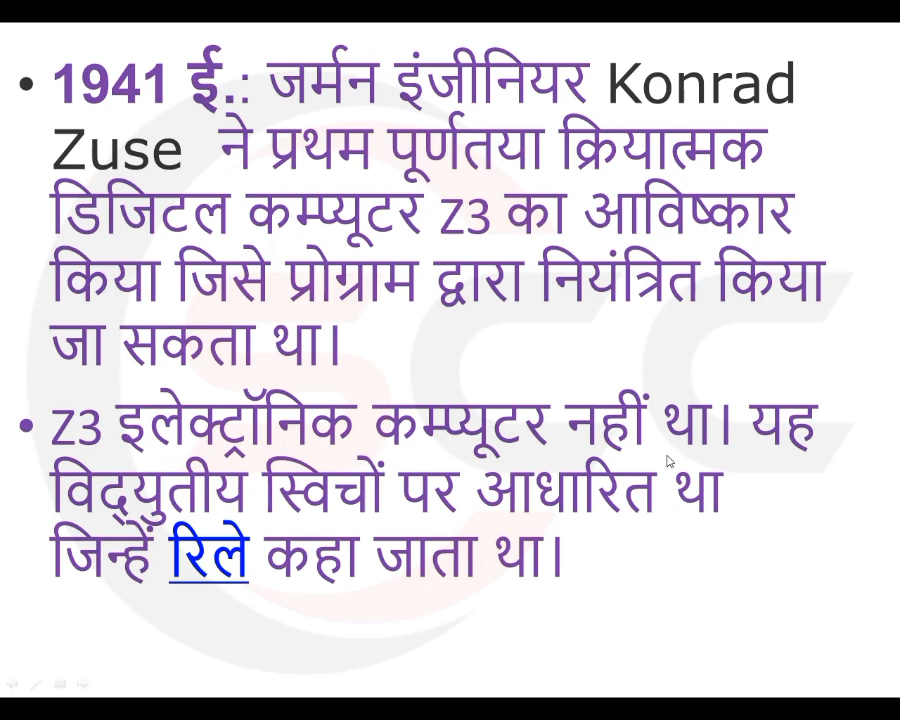 • 1941 ई.: जर्मन इंजीनियर Konrad
Zuse ने प्रथम पूर्णतया क्रियात्मक
डिजिटल कम्प्यूटर Z3 का आविष्कार
किया जिसे प्रोग्राम द्वारा नियंत्रित किया
जा सकता था।
• Z3 इलेक्ट्रॉनिक कम्प्यूटर नहीं था। यह
विद्युतीय स्विचों पर आधारित था
जिन्हें रिले कहा जाता था।